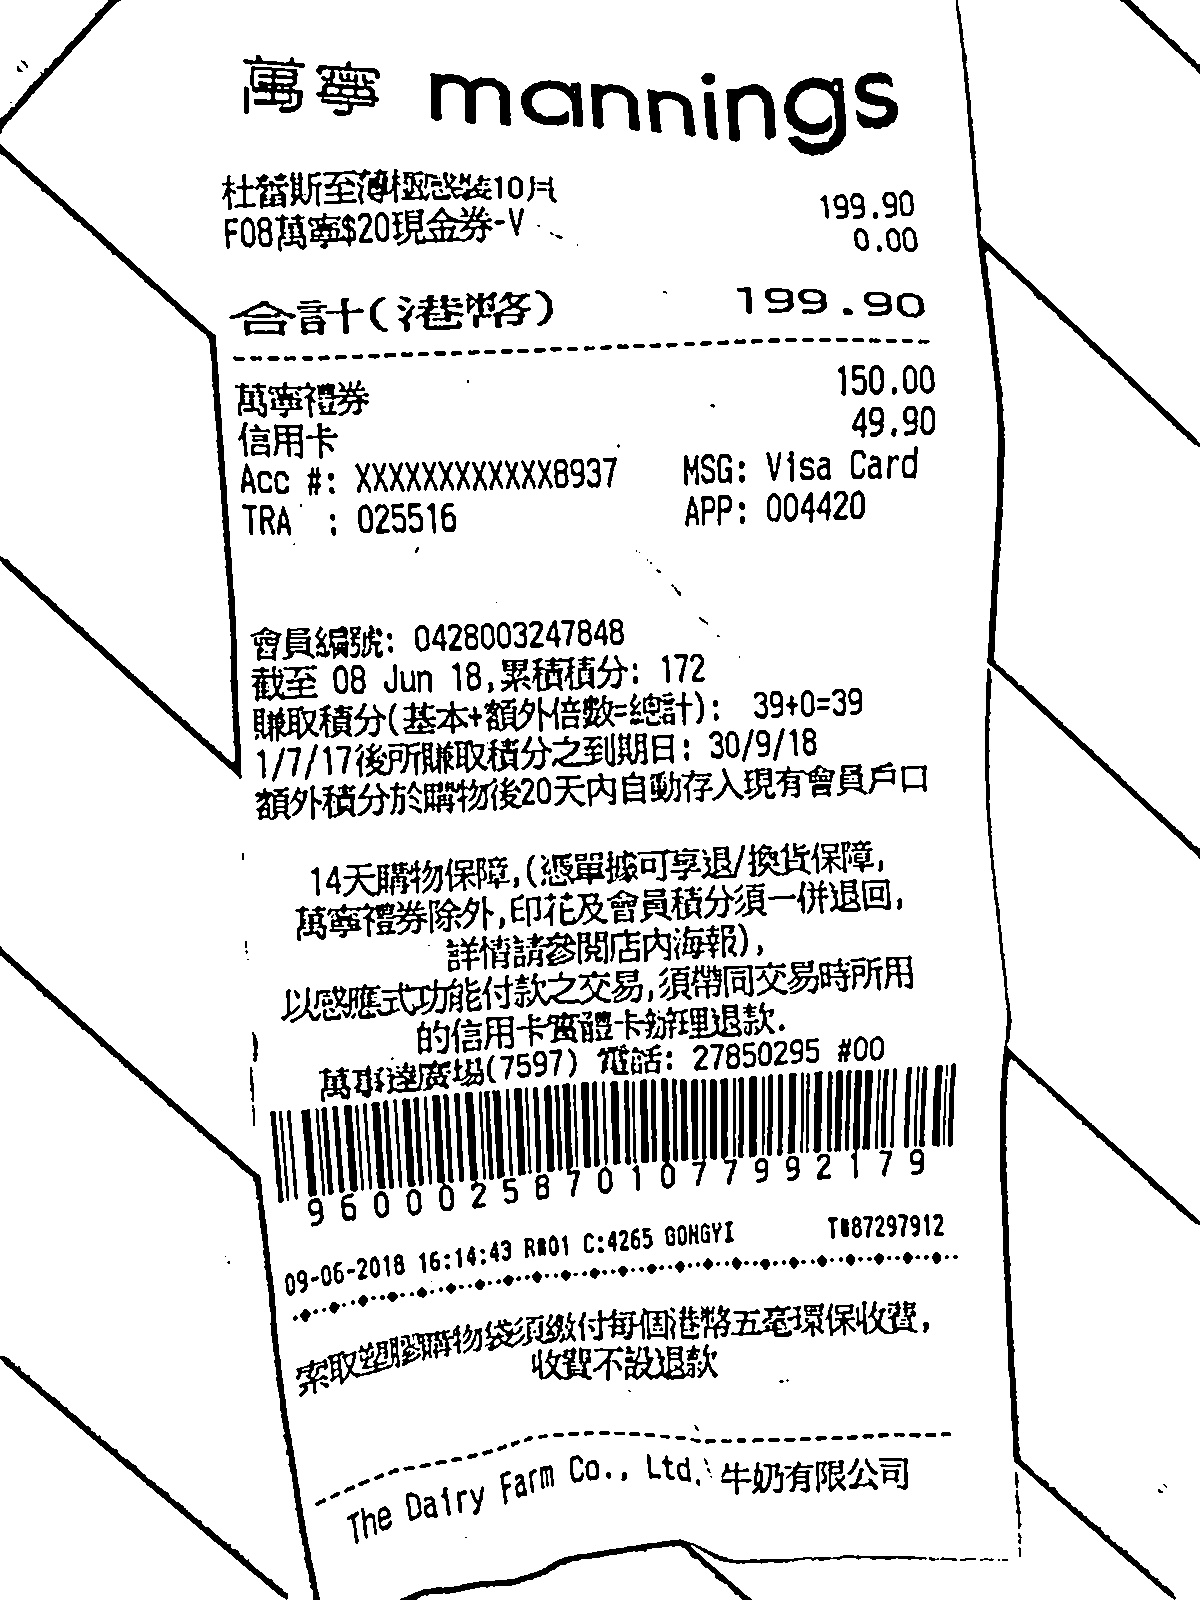 萬寧 mannings
杜蕾斯至薄極感裝10片 199.90
F08萬寧$20現金券-V 0.00
合計(港幣) 199.90
萬寧禮券 150.00
信用卡 49.90
Acc #: XXXXXXXXXXXX8937 MSG: Visa Card
TRA : 025516 APP: 004420
會員編號: 0428003247848
截至 08 Jun 18,累積積分: 172
賺取積分(基本+額外倍數=總計): 39+0=39
1/7/17後所賺取積分之到期日: 30/9/18
額外積分於購物後20天內自動存入現有會員戶口
14天購物保障,(憑單據可享退/換貨保障,
萬寧禮券除外,印花及會員積分須一併退回,
詳情請參閱店內海報),
以感應式功能付款之交易,須帶同交易時所用
的信用卡實體卡辦理退款.
萬事達廣場(7597) 電話: 27850295 #00
96000258701077992179
09-06-2018 16:14:43 R#01 C:4265 GONGYI T#87297912
索取塑膠購物袋須繳付每個港幣五毫環保收費,
收費不設退款
The Dairy Farm Co., Ltd. 牛奶有限公司